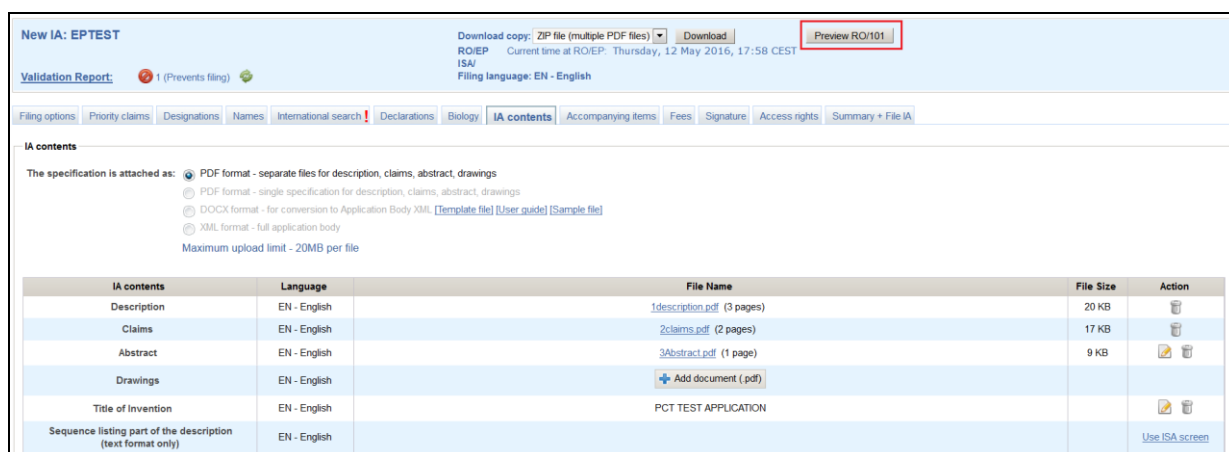 New IA: EPTEST
Download copy: ZIP file (multiple PDF files) Download Preview RO/101
RO/EP Current time at RO/EP: Thursday, 12 May 2016, 17:58 CEST
ISA/
Validation Report: 1 (Prevents filing) Filing language: EN - English
Filing options Priority claims Designations Names International search ! Declarations Biology IA contents Accompanying items Fees Signature Access rights Summary + File IA
IA contents
The specification is attached as: PDF format - separate files for description, claims, abstract, drawings
PDF format - single specification for description, claims, abstract, drawings
DOCX format - for conversion to Application Body XML [Template file] [User guide] [Sample file]
XML format - full application body
Maximum upload limit - 20MB per file
IA contents Language File Name File Size Action
Description EN - English 1description.pdf (3 pages) 20 KB
Claims EN - English 2claims.pdf (2 pages) 17 KB
Abstract EN - English 3Abstract.pdf (1 page) 9 KB
Drawings EN - English Add document (.pdf)
Title of Invention EN - English PCT TEST APPLICATION
Sequence listing part of the description
(text format only) EN - English Use ISA screen